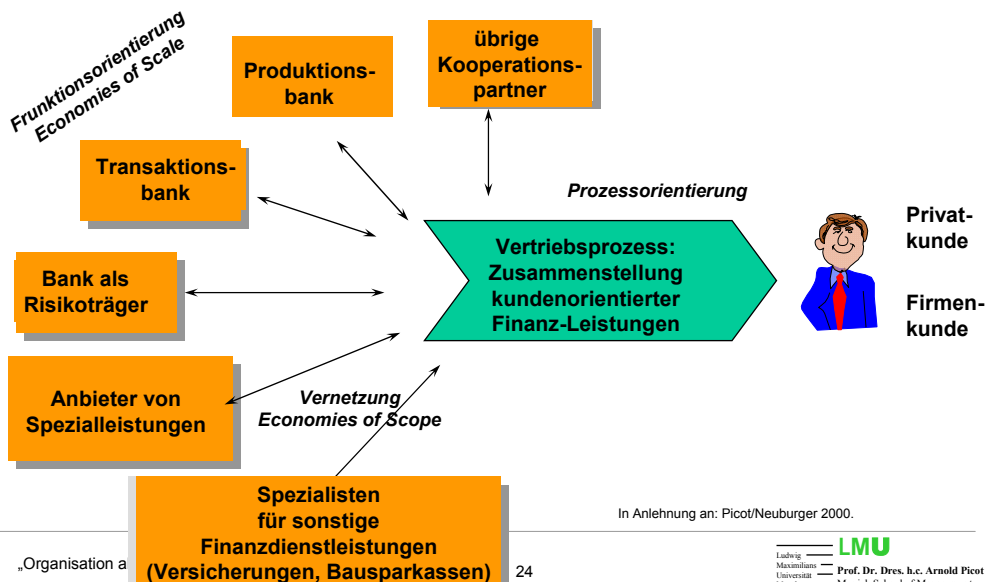 Frunktionsorientierung
Economies of Scale
Produktions-
bank
übrige
Kooperations-
partner
Transaktions-
bank
Prozessorientierung
Bank als
Risikoträger
Vertriebsprozess:
Zusammenstellung
kundenorientierter
Finanz-Leistungen
Privat-
kunde
Firmen-
kunde
Anbieter von
Spezialleistungen
Vernetzung
Economies of Scope
Spezialisten
für sonstige
Finanzdienstleistungen
(Versicherungen, Bausparkassen)
In Anlehnung an: Picot/Neuburger 2000.
„Organisation
24
Ludwig
Maximilians
Universität
LMU
Prof. Dr. Dres. h.c. Arnold Picot